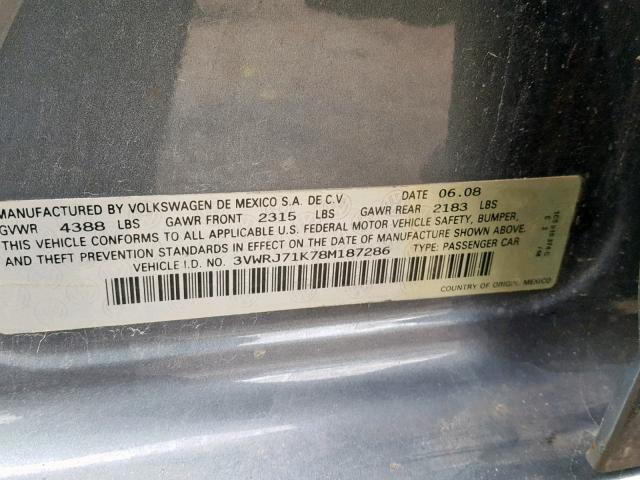 MANUFACTURED BY VOLKSWAGEN DE MEXICO S.A. DE C.V. DATE 06.08
GVWR 4388 LBS GAWR FRONT 2315 LBS GAWR REAR 2183 LBS
THIS VEHICLE CONFORMS TO ALL APPLICABLE U.S. FEDERAL MOTOR VEHICLE SAFETY, BUMPER,
AND THEFT PREVENTION STANDARDS IN EFFECT ON THE DATE OF MANUFACTURE SHOWN ABOVE.
VEHICLE I.D. NO. 3VWRJ71K78M187286 TYPE: PASSENGER CAR
COUNTRY OF ORIGIN: MEXICO